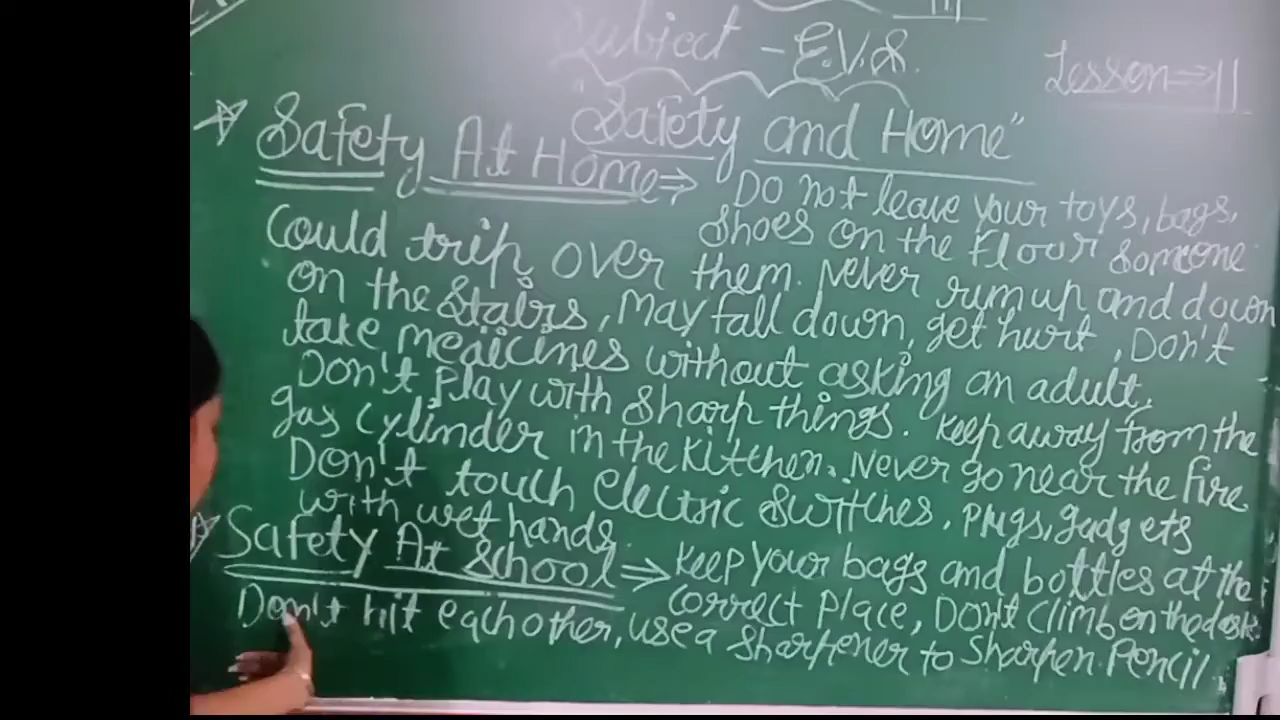 III
Subject - E.V.S.
Lesson⇒11
"Safety and Home"
☆ Safety At Home⇒ Do not leave your toys, bags,
shoes on the floor someone
could trip over them. Never rum up and down
on the stairs, May fall down, get hurt, Don't
take medicines without asking an adult,
Don't Play with sharp things. Keep away from the
gas cylinder in the kitchen. Never go near the fire
Don't touch electric switches, plugs, gadgets
with wet hands.
☆ Safety At School⇒ Keep your bags and bottles at the
correct Place, Don't climb on the desk.
Don't hit each other, use a sharpener to sharpen Pencil.